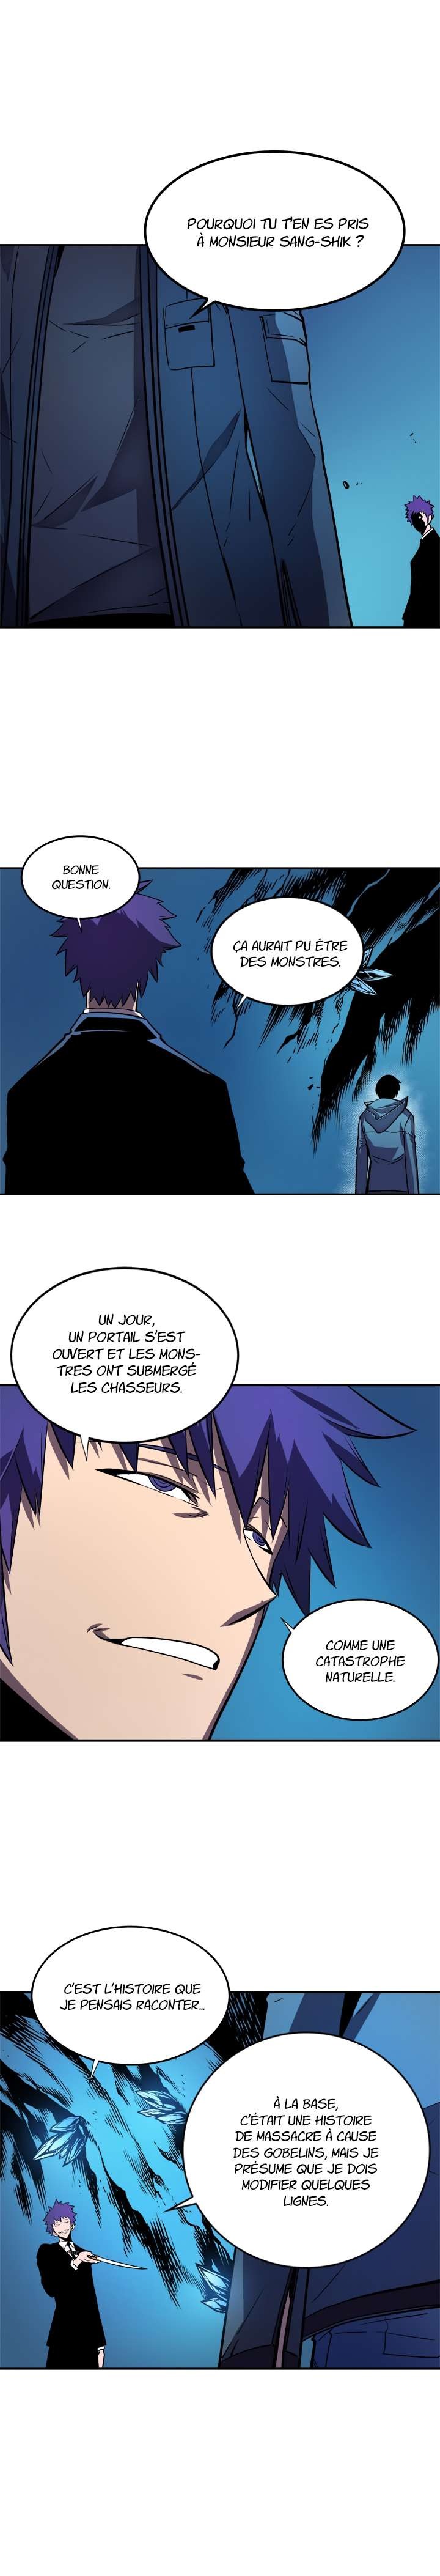 POURQUOI TU T'EN ES PRIS
À MONSIEUR SANG-SHIK ?
BONNE
QUESTION.
ÇA AURAIT PU ÊTRE
DES MONSTRES.
UN JOUR,
UN PORTAIL S'EST
OUVERT ET LES MONS-
TRES ONT SUBMERGÉ
LES CHASSEURS.
COMME UNE
CATASTROPHE
NATURELLE.
C'EST L'HISTOIRE QUE
JE PENSAIS RACONTER...
À LA BASE,
C'ÉTAIT UNE HISTOIRE
DE MASSACRE À CAUSE
DES GOBELINS, MAIS JE
PRÉSUME QUE JE DOIS
MODIFIER QUELQUES
LIGNES.